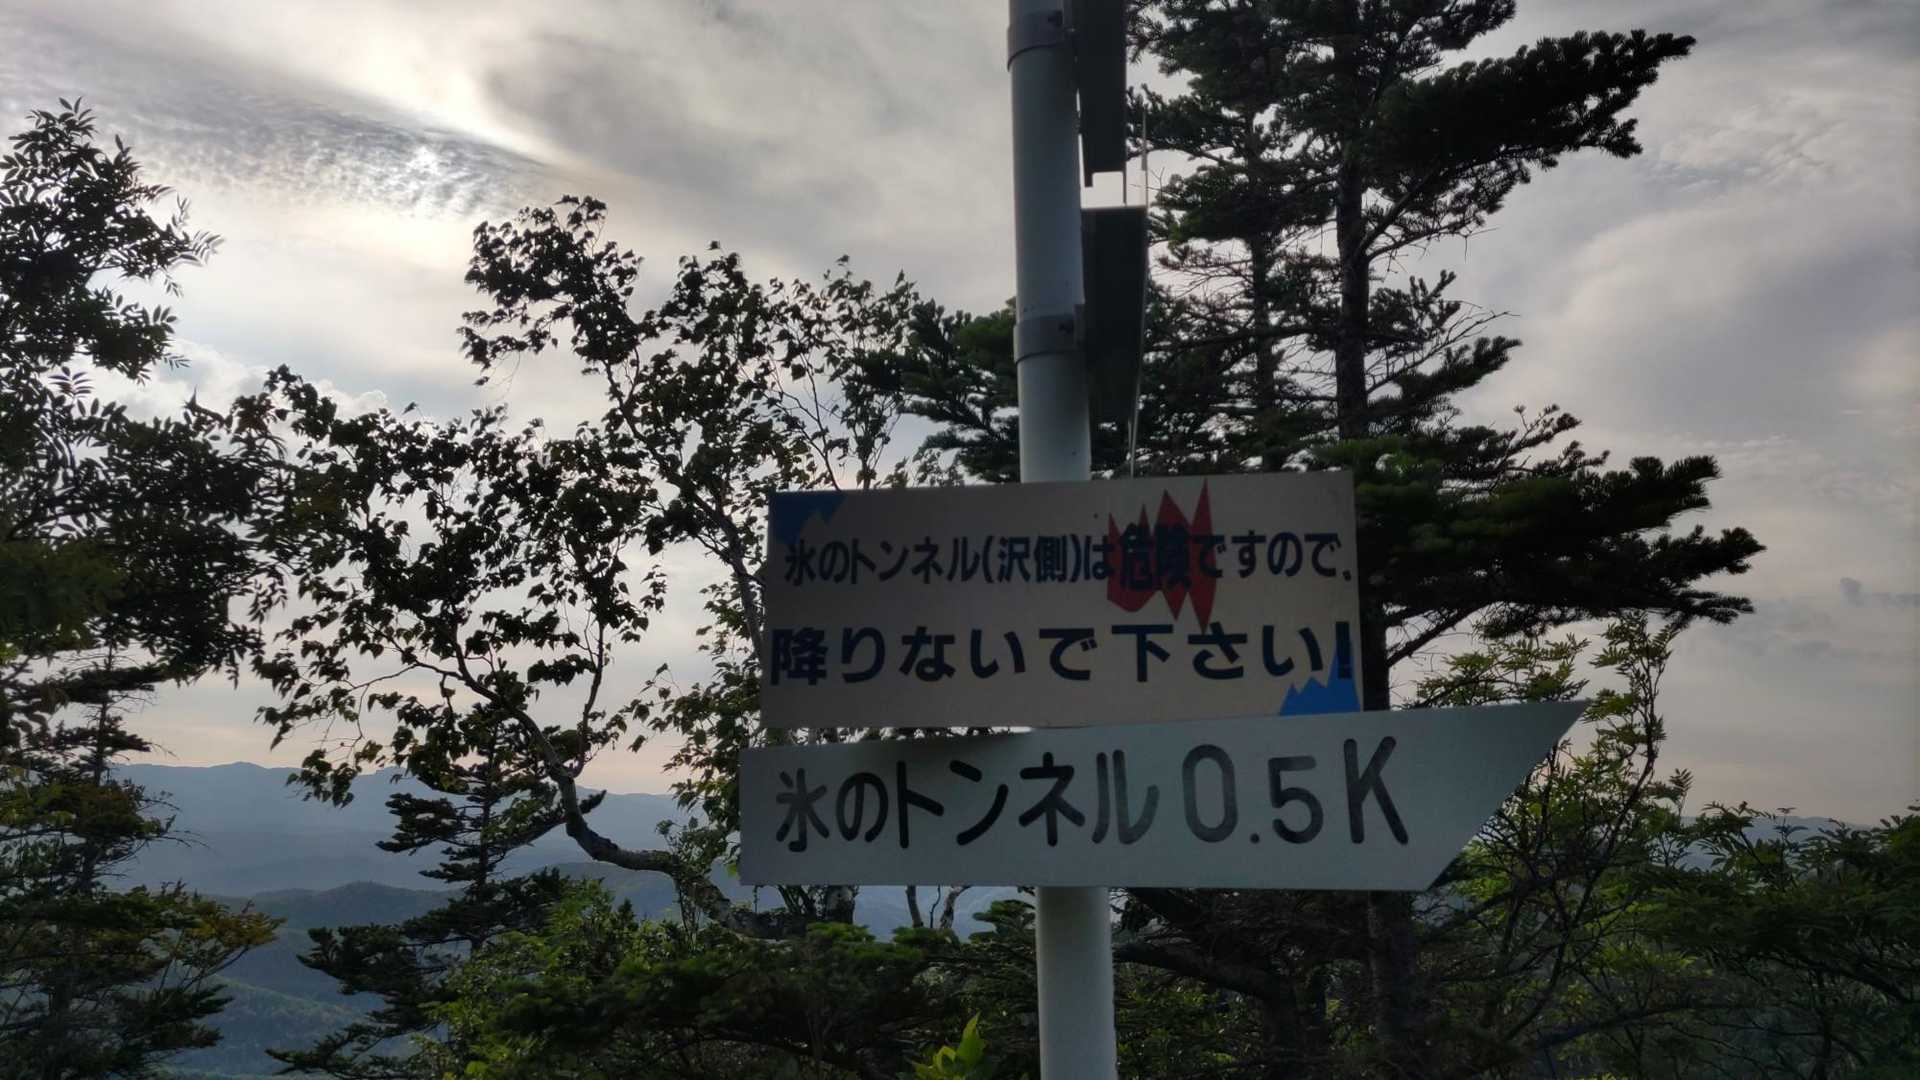 氷のトンネル(沢側)は危険ですので、
降りないで下さい!
氷のトンネル 0.5K